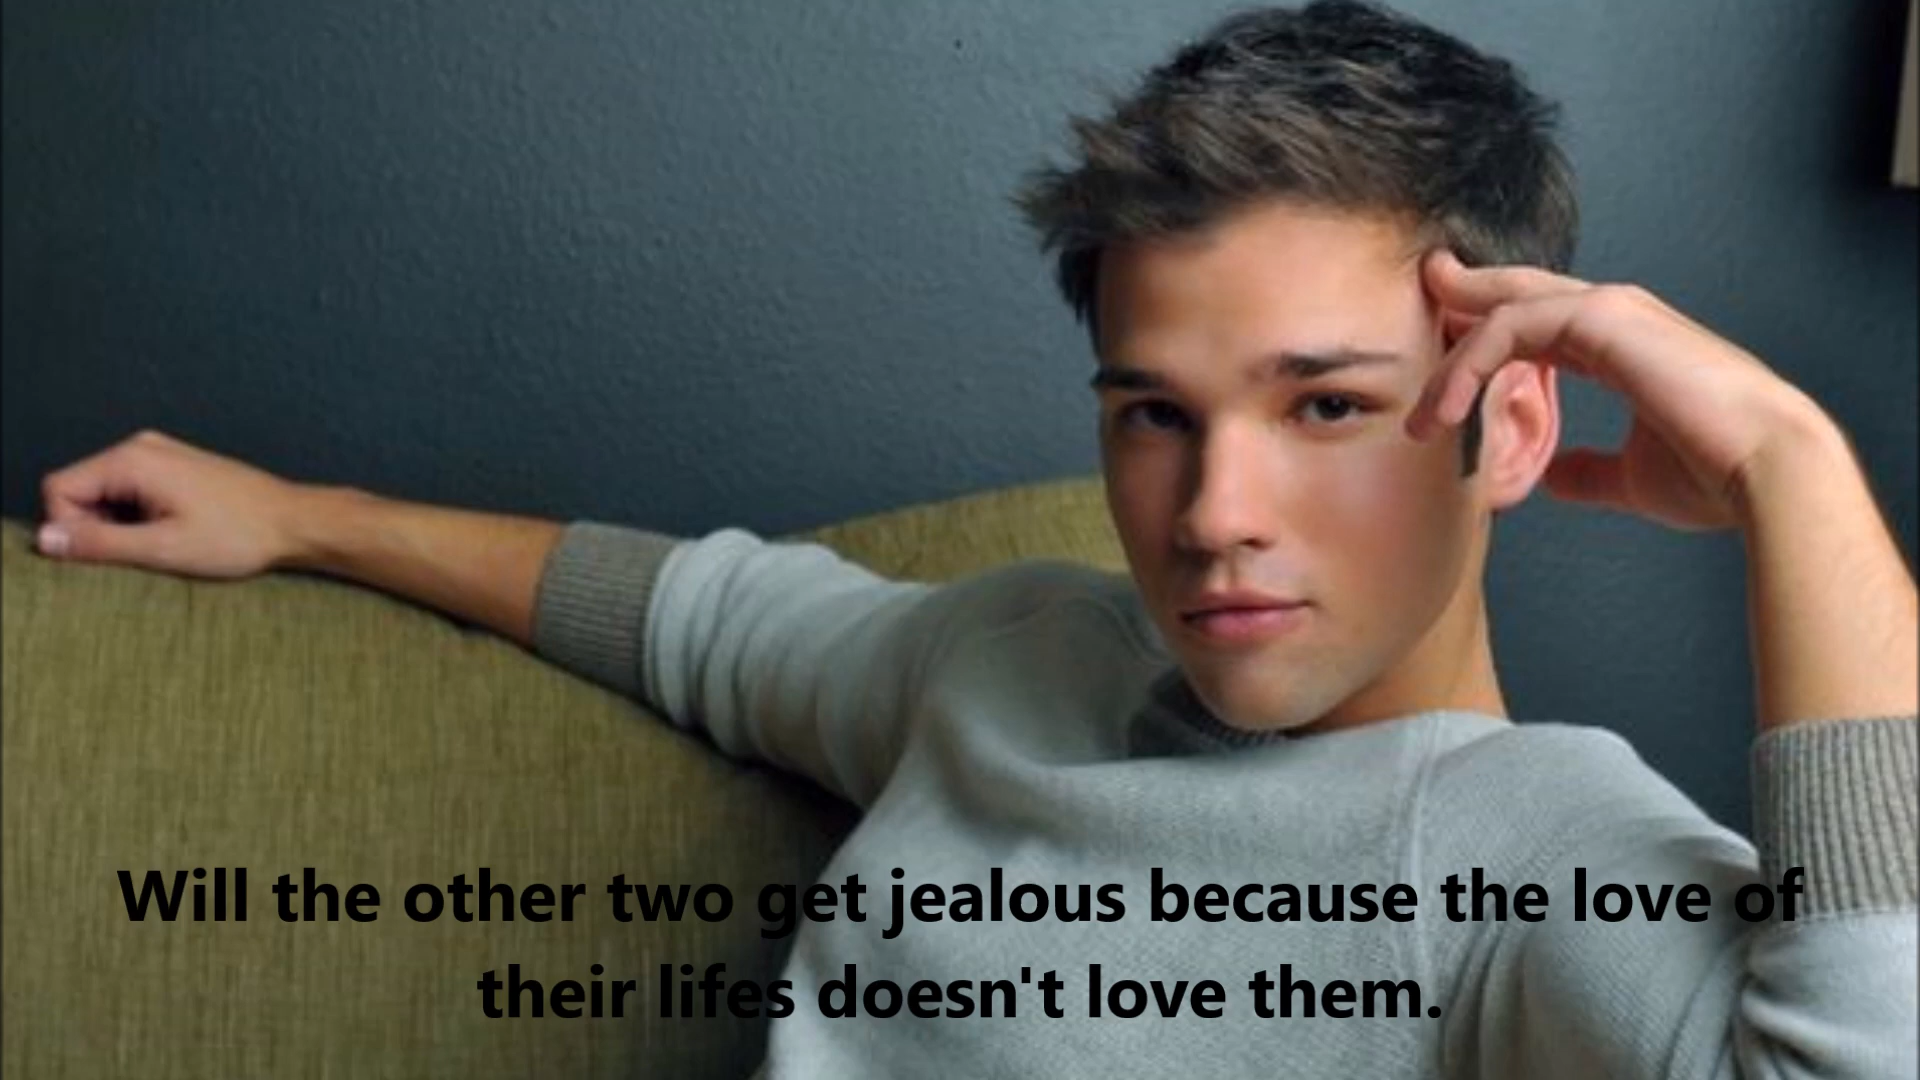 Will the other two get jealous because the love of
their lifes doesn't love them.